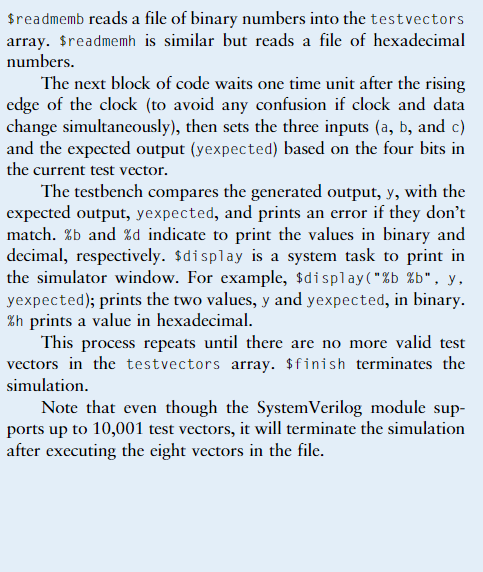 $readmemb reads a file of binary numbers into the testvectors
array. $readmemh is similar but reads a file of hexadecimal
numbers.
The next block of code waits one time unit after the rising
edge of the clock (to avoid any confusion if clock and data
change simultaneously), then sets the three inputs (a, b, and c)
and the expected output (yexpected) based on the four bits in
the current test vector.
The testbench compares the generated output, y, with the
expected output, yexpected, and prints an error if they don’t
match. %b and %d indicate to print the values in binary and
decimal, respectively. $display is a system task to print in
the simulator window. For example, $display("%b %b", y,
yexpected); prints the two values, y and yexpected, in binary.
%h prints a value in hexadecimal.
This process repeats until there are no more valid test
vectors in the testvectors array. $finish terminates the
simulation.
Note that even though the SystemVerilog module sup-
ports up to 10,001 test vectors, it will terminate the simulation
after executing the eight vectors in the file.